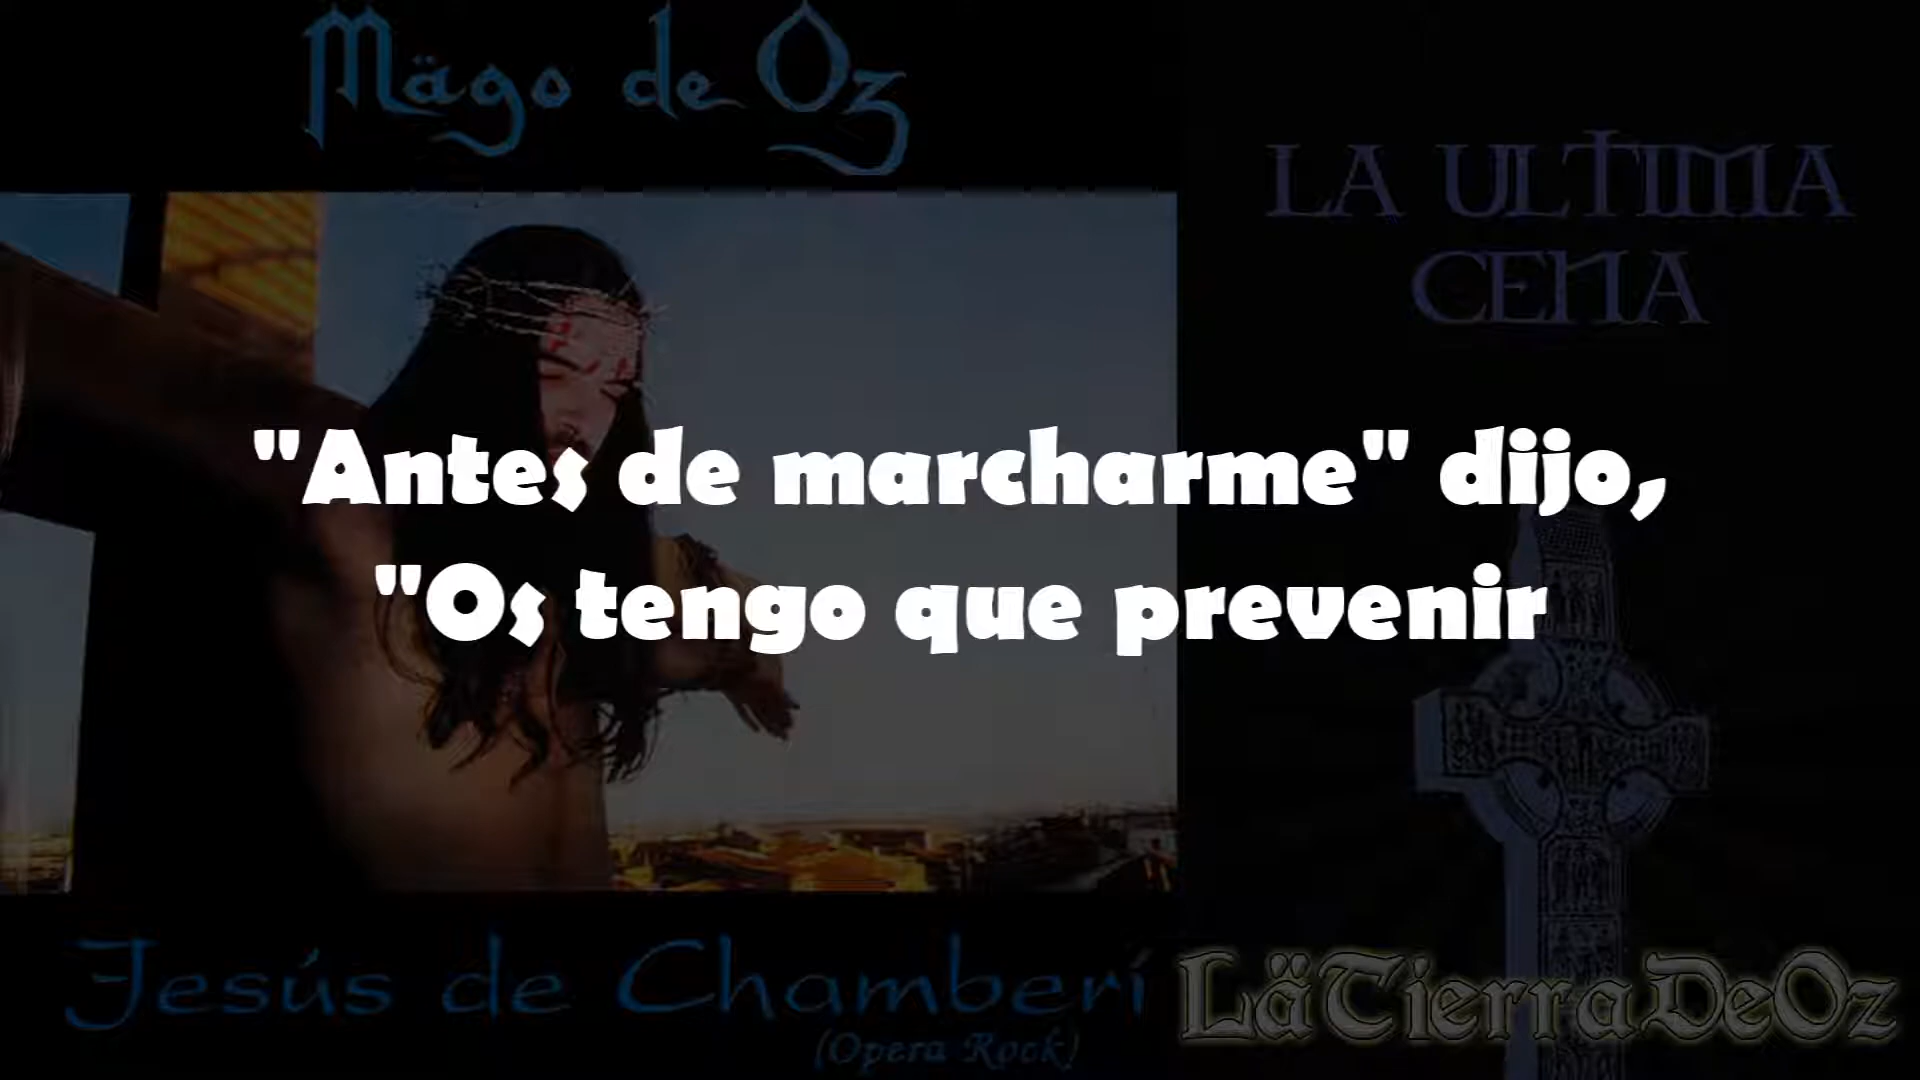 Mägo de Oz
LA ULTIMA
CENA
"Antes de marcharme" dijo,
"Os tengo que prevenir
Jesús de Chamberí
(Opera Rock)
LäTierraDeOz